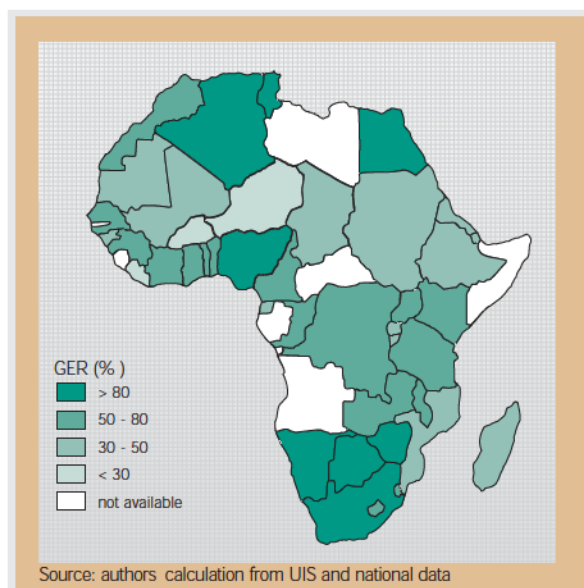 GER (% )
> 80
50 - 80
30 - 50
< 30
not available
Source: authors calculation from UIS and national data